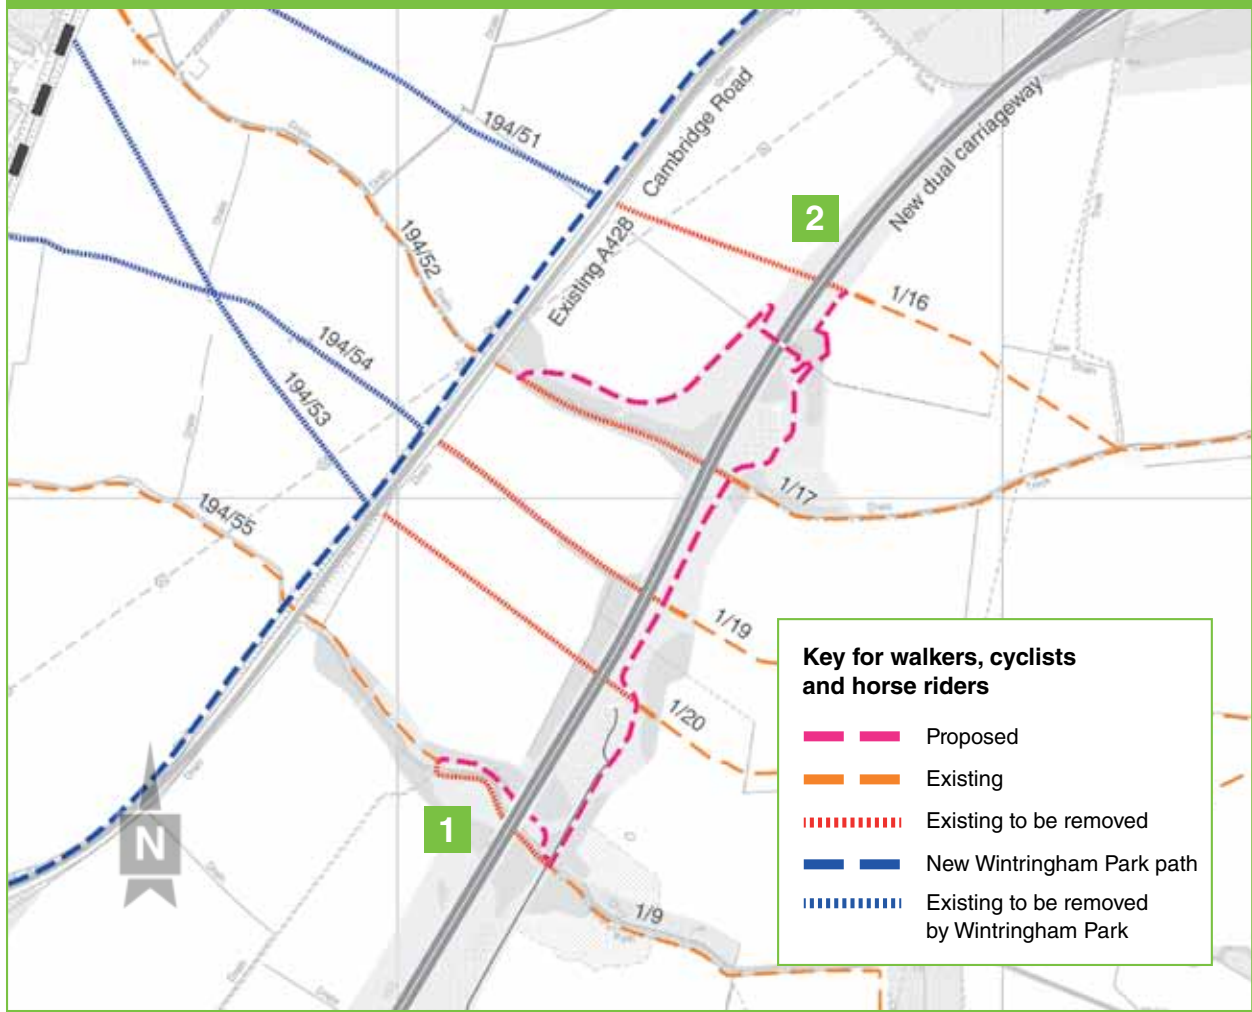 194/51
Cambridge Road
New dual carriageway
2
194/52
Existing A428
1/16
194/54
194/53
1/17
Drain
Track
194/55
1/19
1/20
1
N
1/9
Key for walkers, cyclists
and horse riders
Proposed
Existing
Existing to be removed
New Wintringham Park path
Existing to be removed
by Wintringham Park